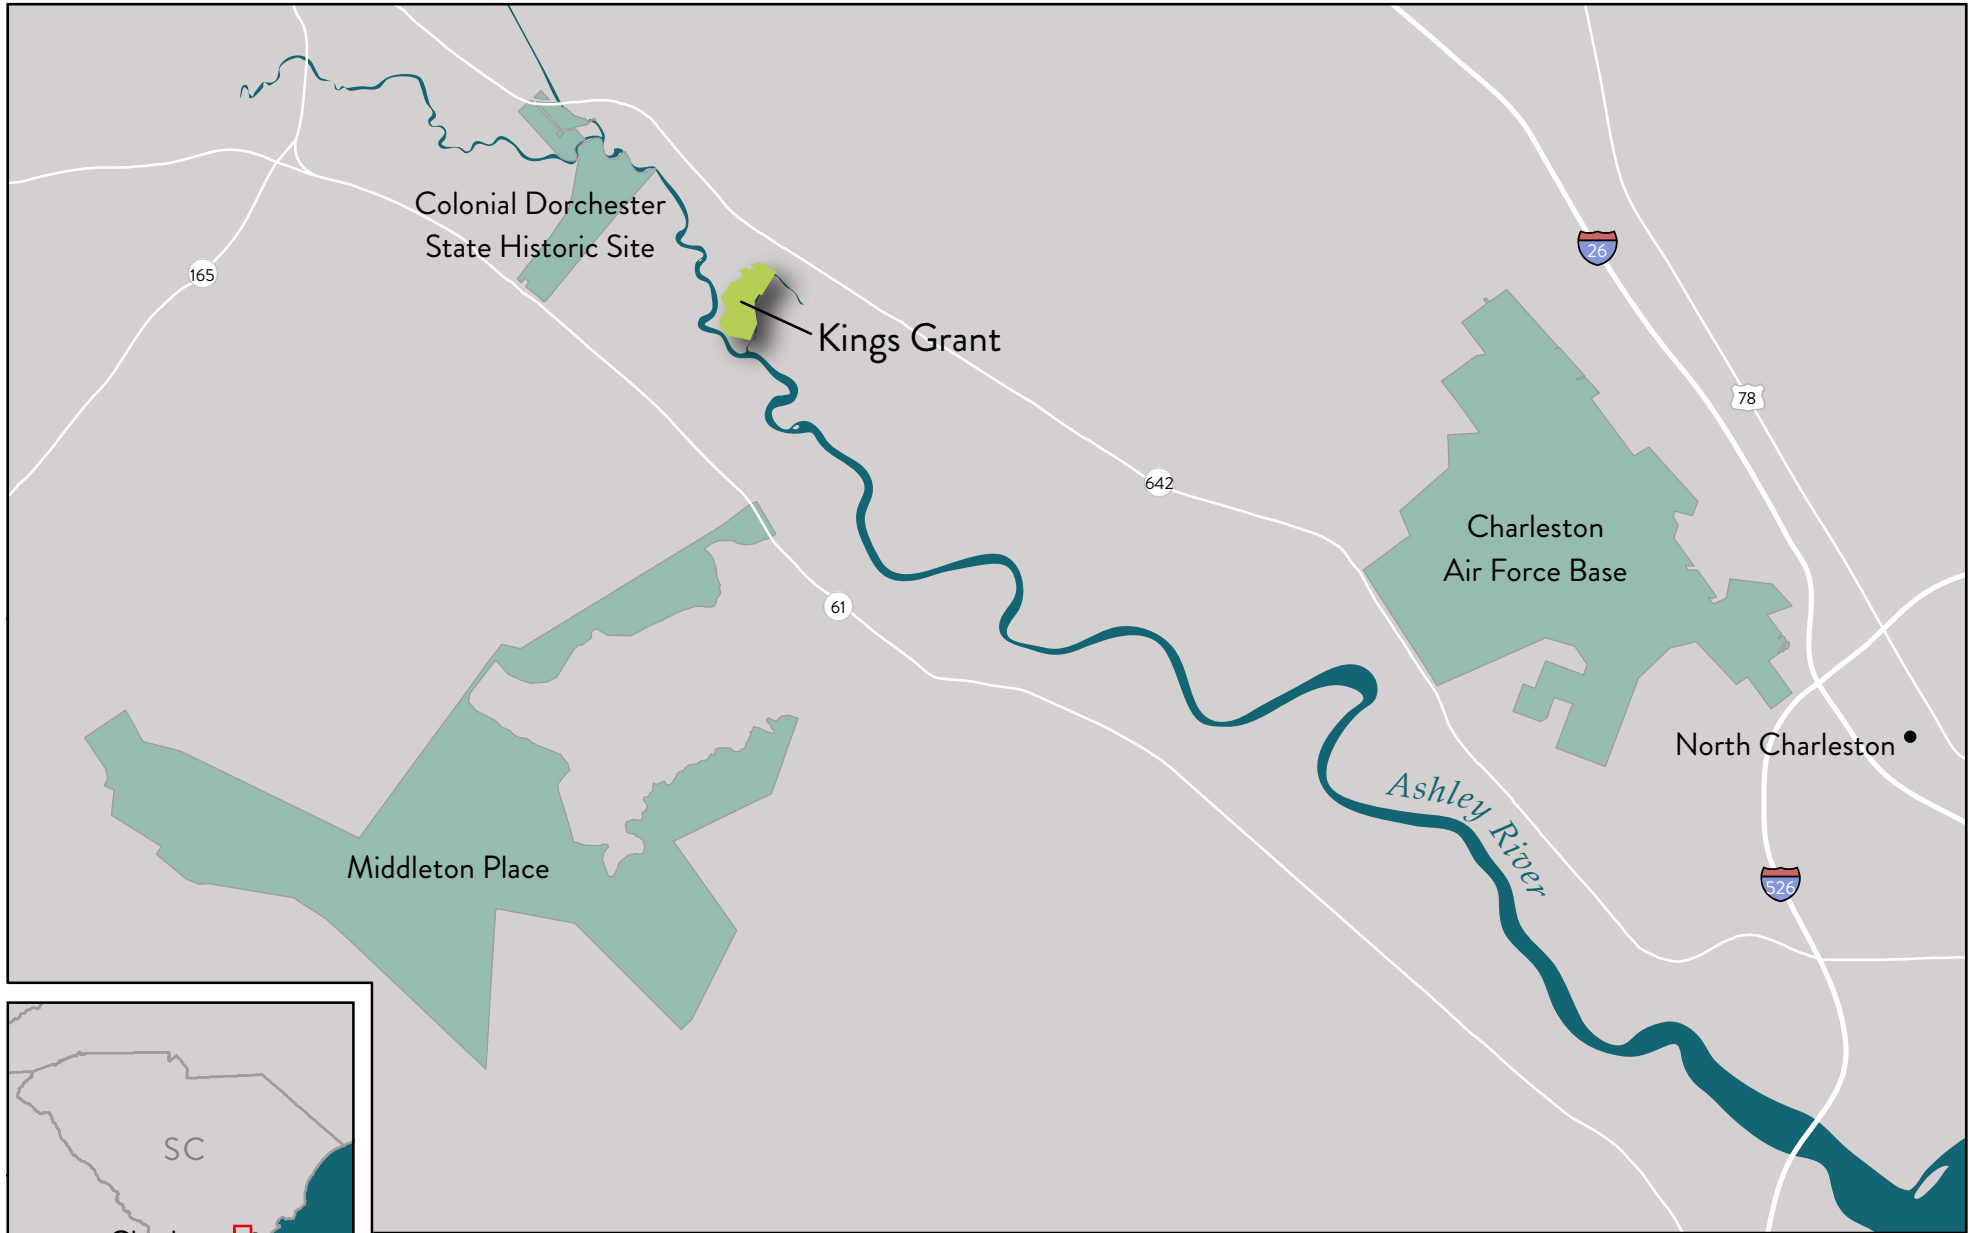 Colonial Dorchester
State Historic Site
165
26
Kings Grant
78
642
Charleston
Air Force Base
61
North Charleston
Ashley River
Middleton Place
526
SC